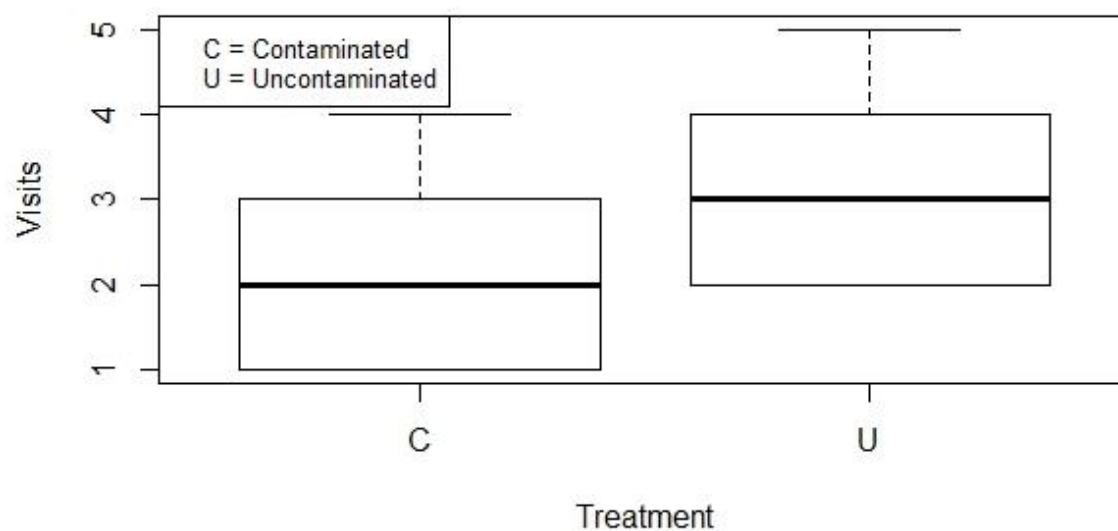 C = Contaminated
U = Uncontaminated
5
4
3
2
1
Visits
C
U
Treatment